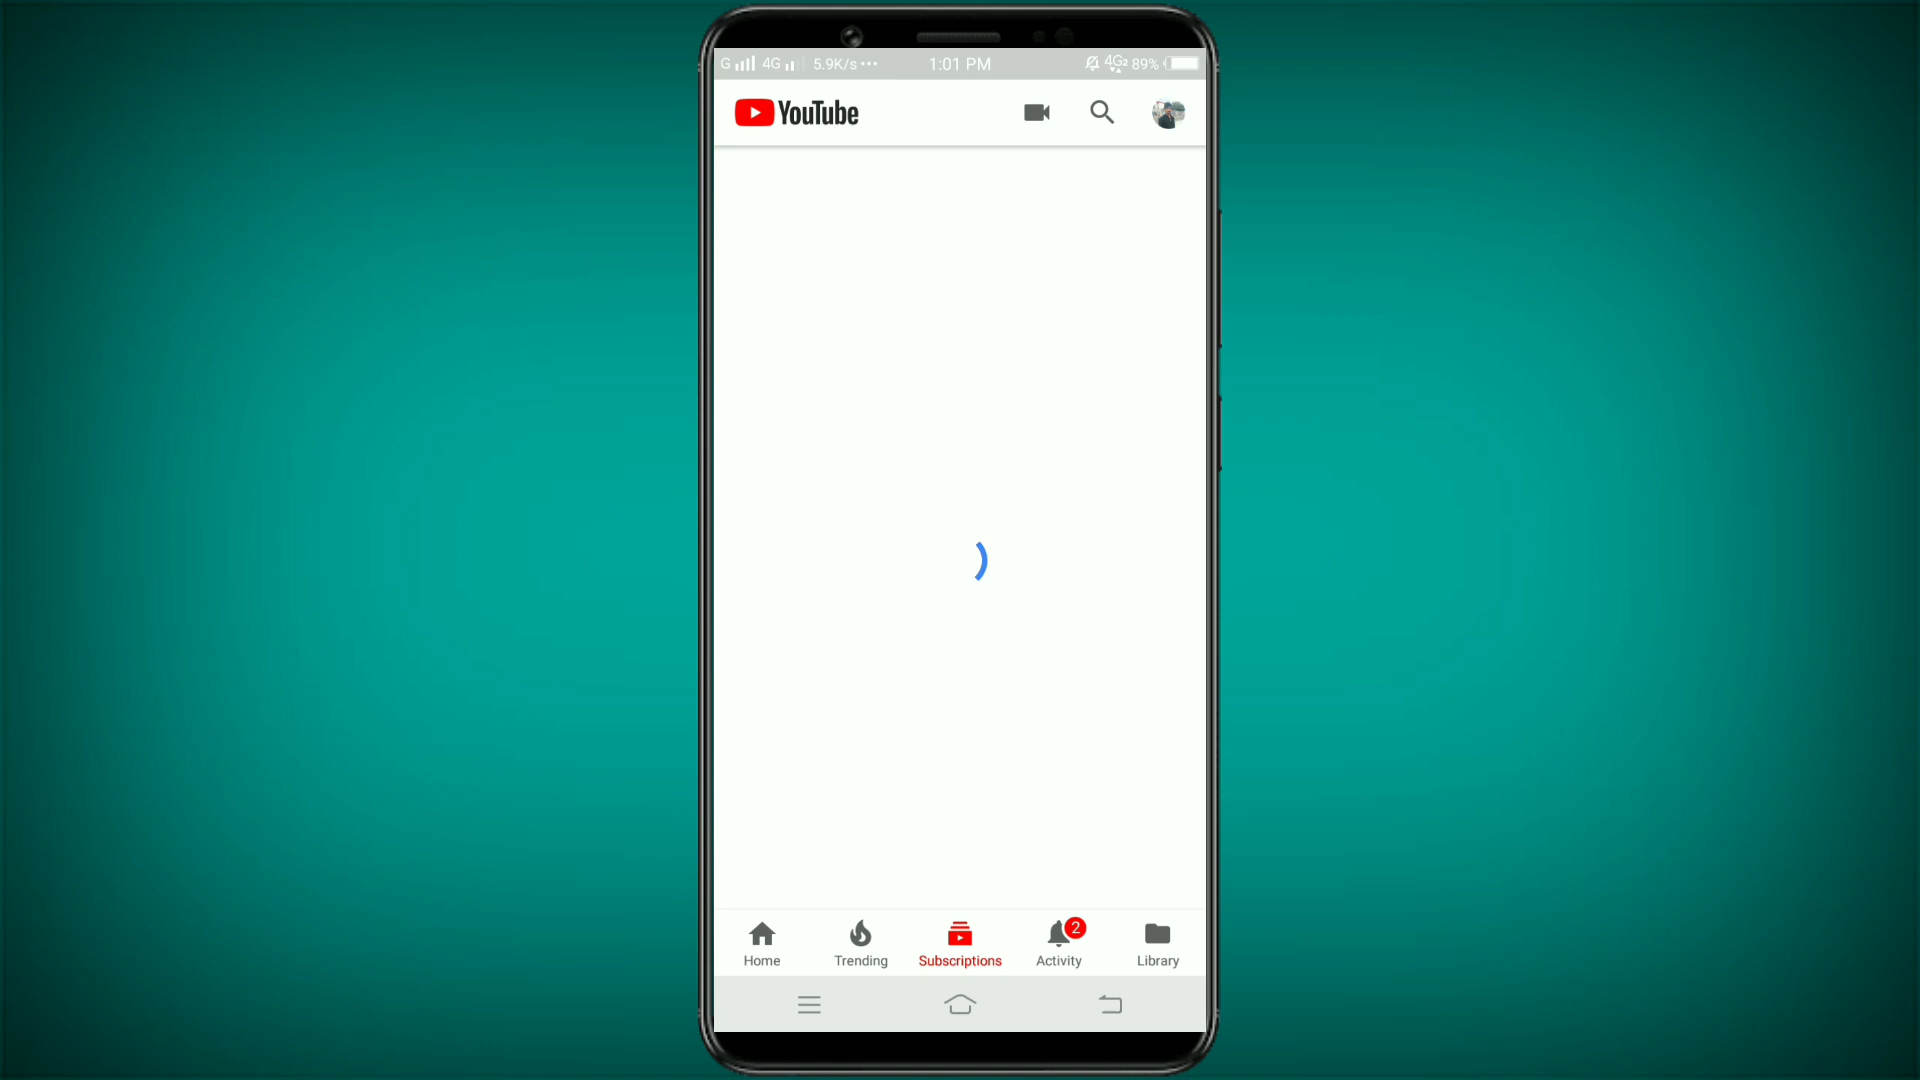 G 4G 5.9K/s ... 1:01 PM 4G2 89%
YouTube
2
Home Trending Subscriptions Activity Library